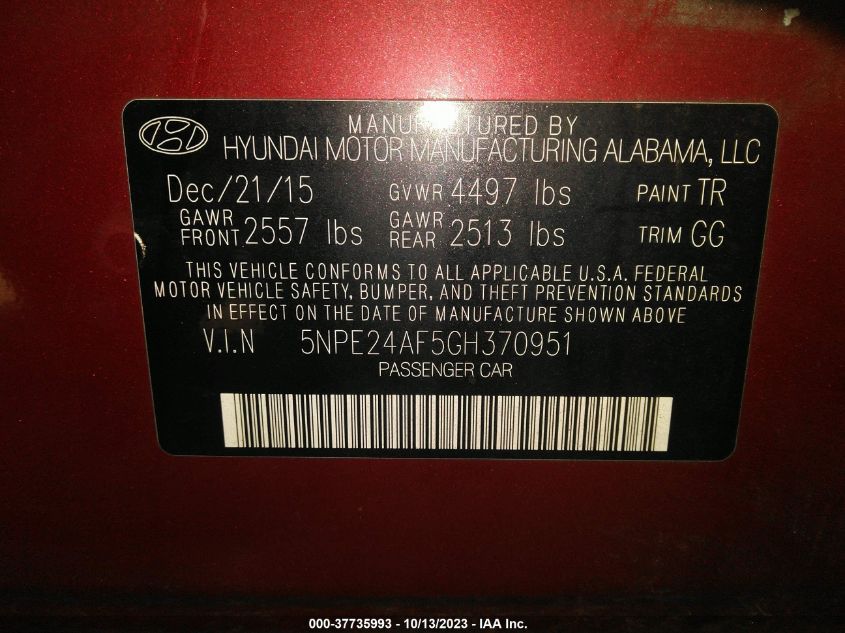 MANUFACTURED BY
HYUNDAI MOTOR MANUFACTURING ALABAMA, LLC
Dec/21/15 GVWR 4497 lbs PAINT TR
GAWR FRONT 2557 lbs GAWR REAR 2513 lbs TRIM GG
THIS VEHICLE CONFORMS TO ALL APPLICABLE U.S.A. FEDERAL
MOTOR VEHICLE SAFETY, BUMPER, AND THEFT PREVENTION STANDARDS
IN EFFECT ON THE DATE OF MANUFACTURE SHOWN ABOVE
V.I.N 5NPE24AF5GH370951
PASSENGER CAR
000-37735993 - 10/13/2023 - IAA Inc.